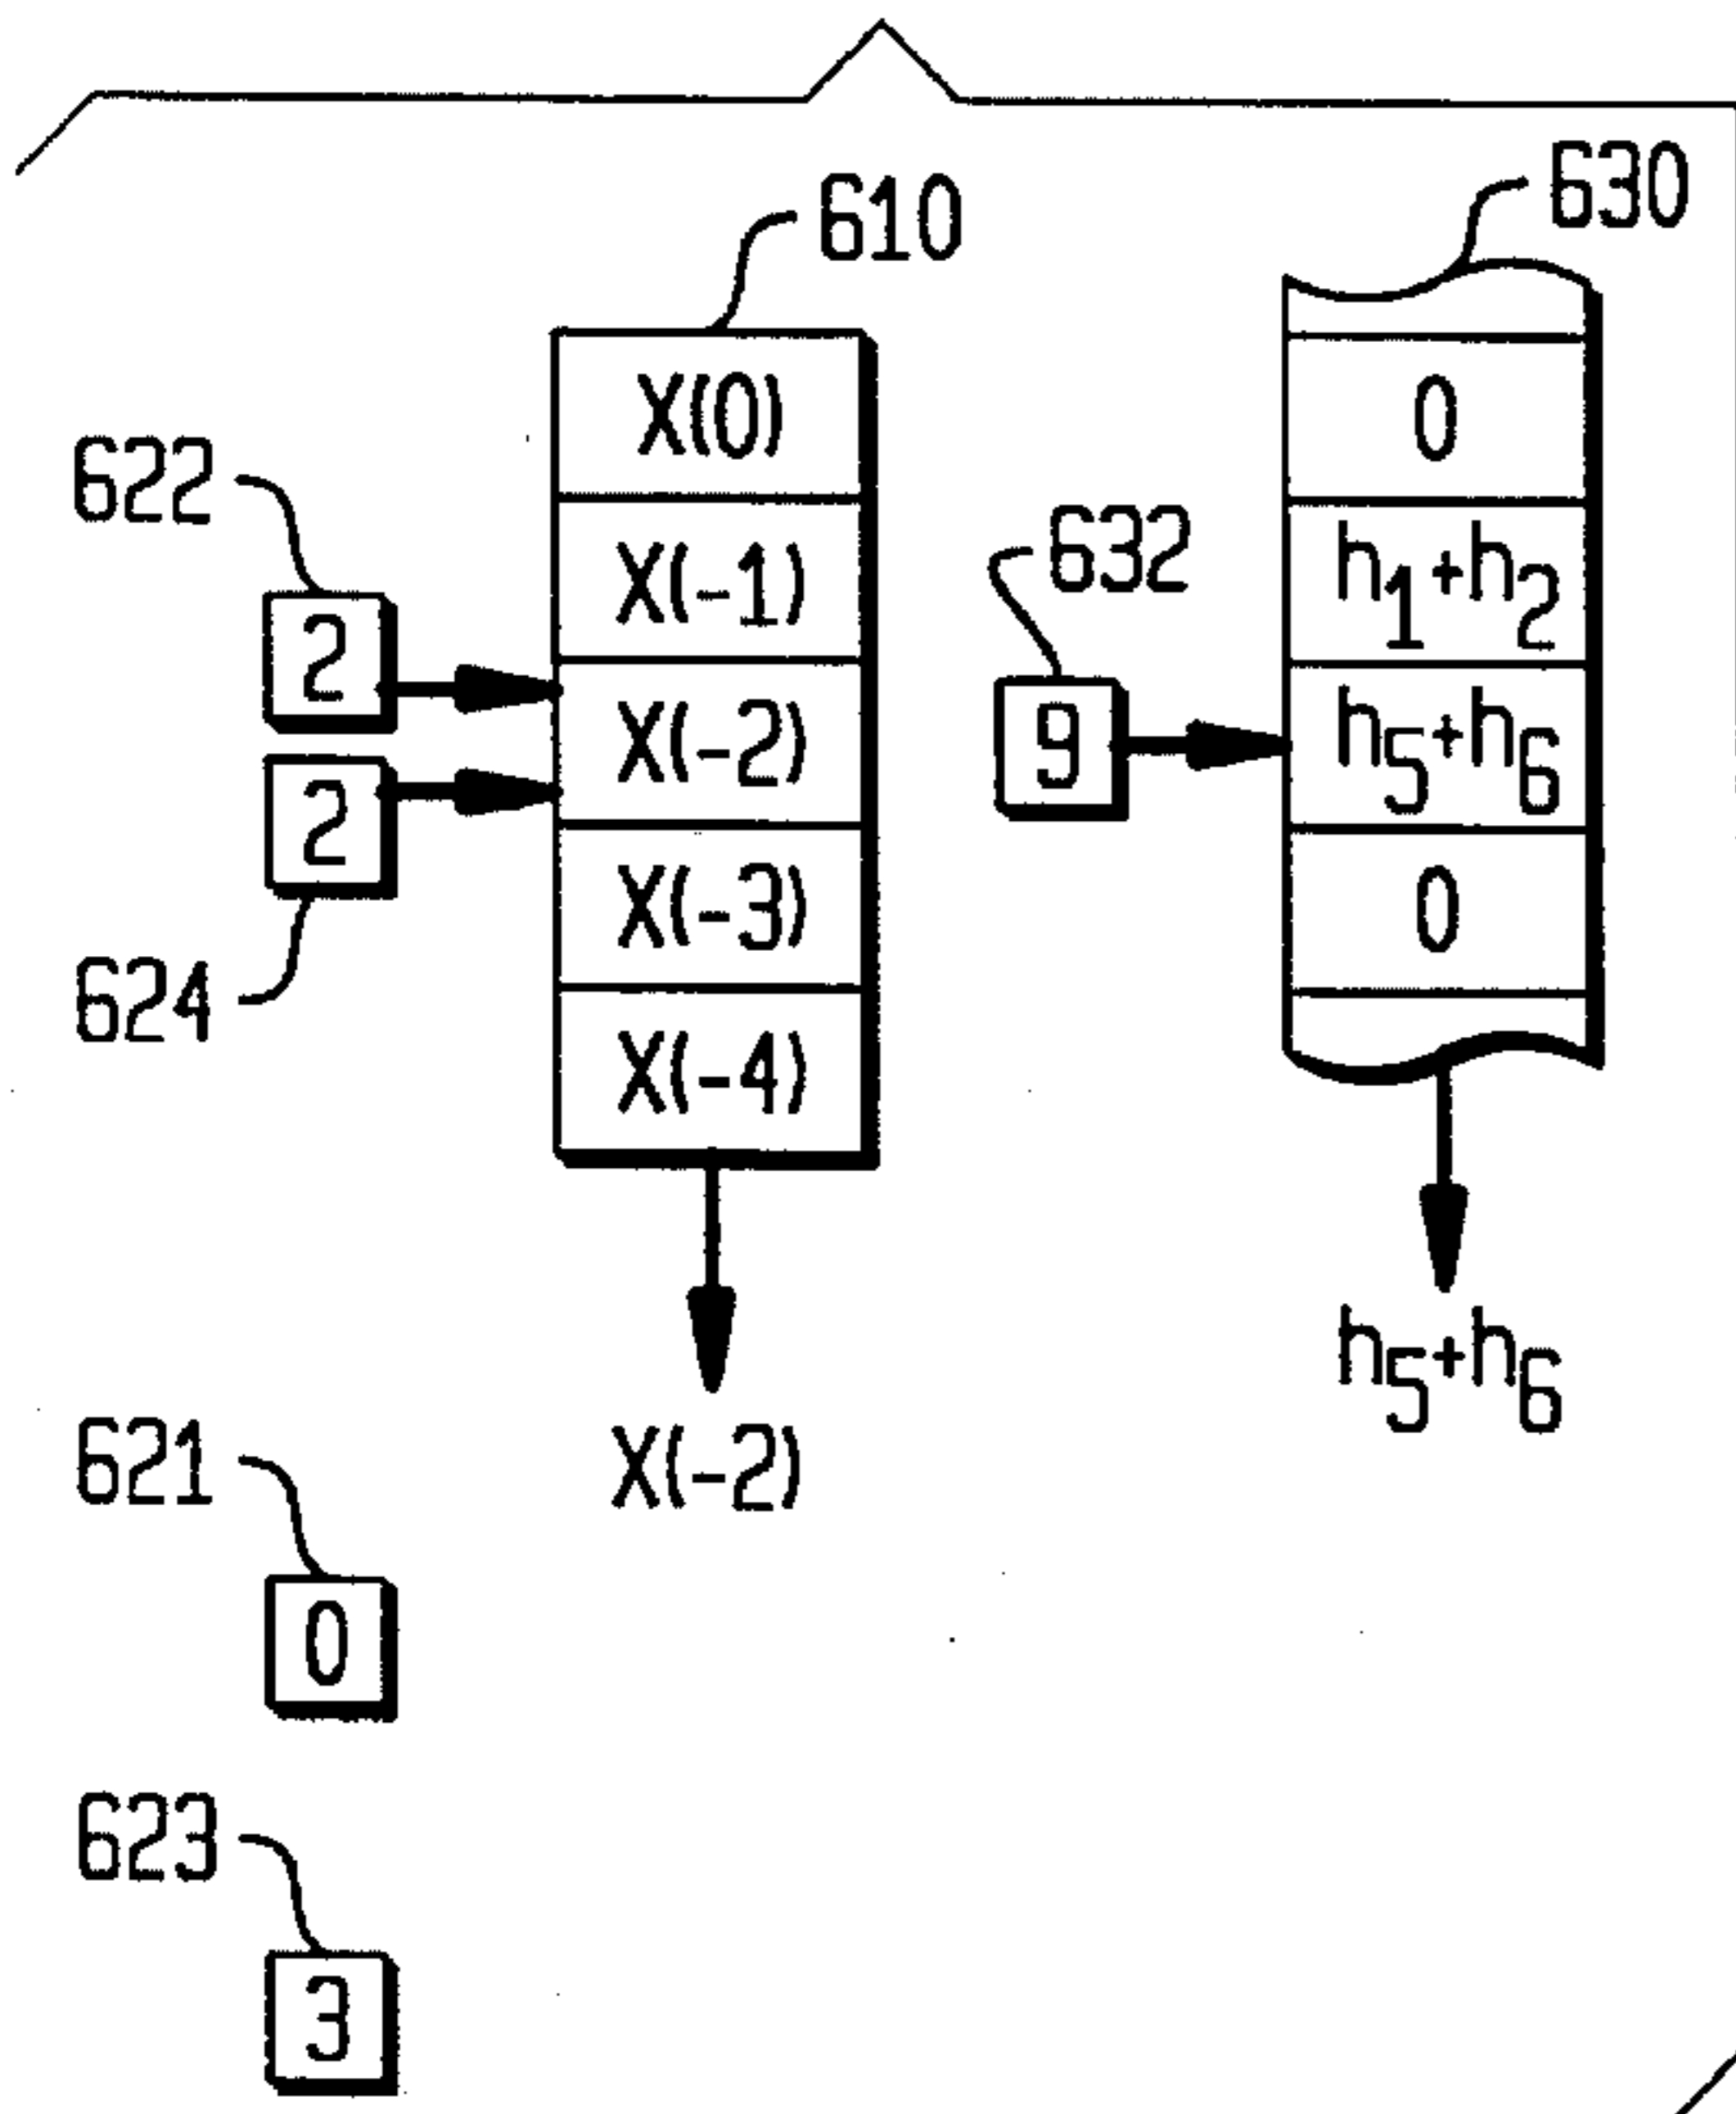 610
630
X(0)
0
622
X(-1)
632
h1+h2
2
X(-2)
9
h5+h6
2
X(-3)
0
624
X(-4)
h5+h6
621
X(-2)
0
623
3